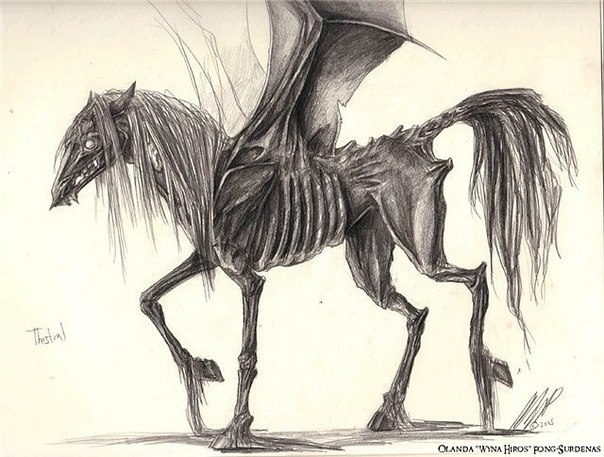 Thestral
OLANDA "WYNA HIROS" FONG-SURDENAS